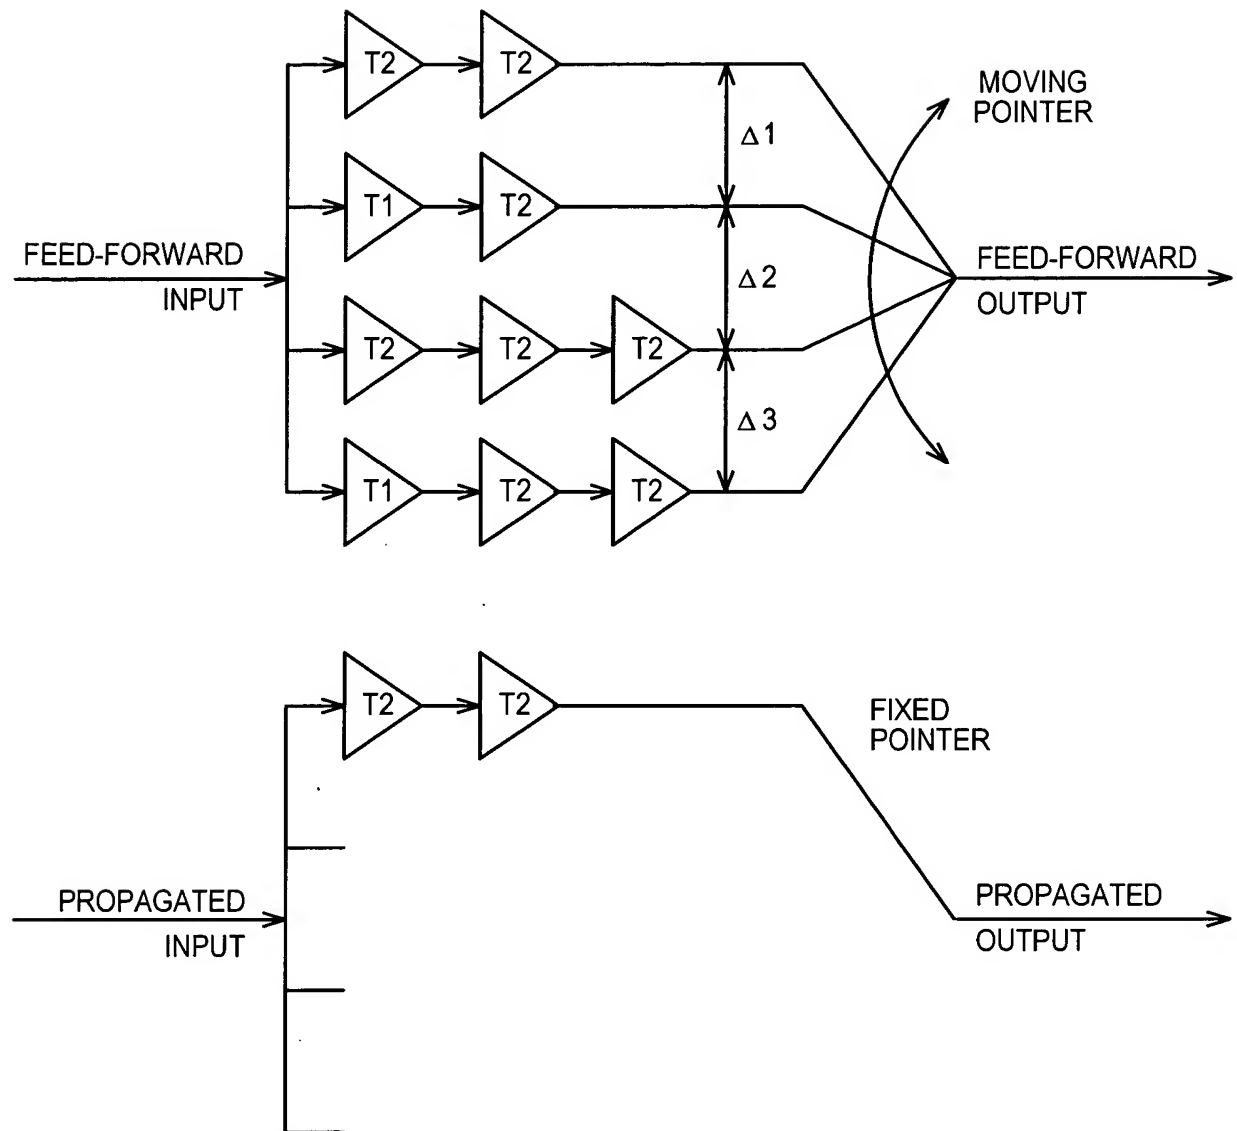 T2 T2
MOVING
POINTER
Δ1
T1 T2
FEED-FORWARD
INPUT
Δ2
FEED-FORWARD
OUTPUT
T2 T2 T2
Δ3
T1 T2 T2
T2 T2
FIXED
POINTER
PROPAGATED
INPUT
PROPAGATED
OUTPUT